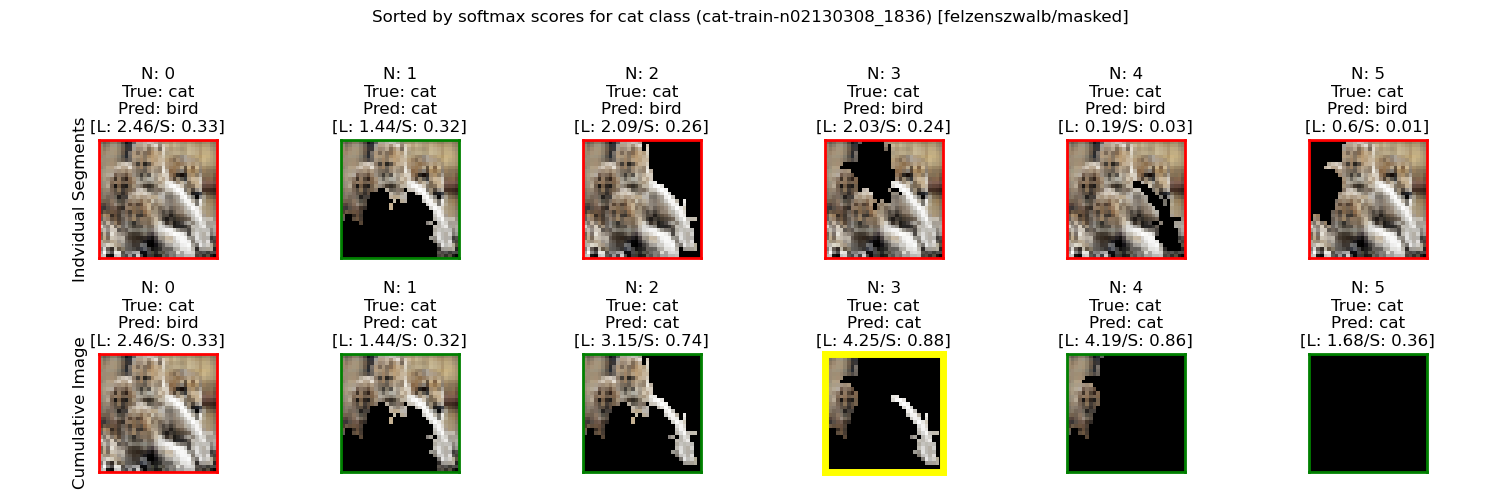 Sorted by softmax scores for cat class (cat-train-n02130308_1836) [felzenszwalb/masked]
Indvidual Segments
N: 0
True: cat
Pred: bird
[L: 2.46/S: 0.33]
N: 1
True: cat
Pred: cat
[L: 1.44/S: 0.32]
N: 2
True: cat
Pred: bird
[L: 2.09/S: 0.26]
N: 3
True: cat
Pred: bird
[L: 2.03/S: 0.24]
N: 4
True: cat
Pred: bird
[L: 0.19/S: 0.03]
N: 5
True: cat
Pred: bird
[L: 0.6/S: 0.01]
Cumulative Image
N: 0
True: cat
Pred: bird
[L: 2.46/S: 0.33]
N: 1
True: cat
Pred: cat
[L: 1.44/S: 0.32]
N: 2
True: cat
Pred: cat
[L: 3.15/S: 0.74]
N: 3
True: cat
Pred: cat
[L: 4.25/S: 0.88]
N: 4
True: cat
Pred: cat
[L: 4.19/S: 0.86]
N: 5
True: cat
Pred: cat
[L: 1.68/S: 0.36]